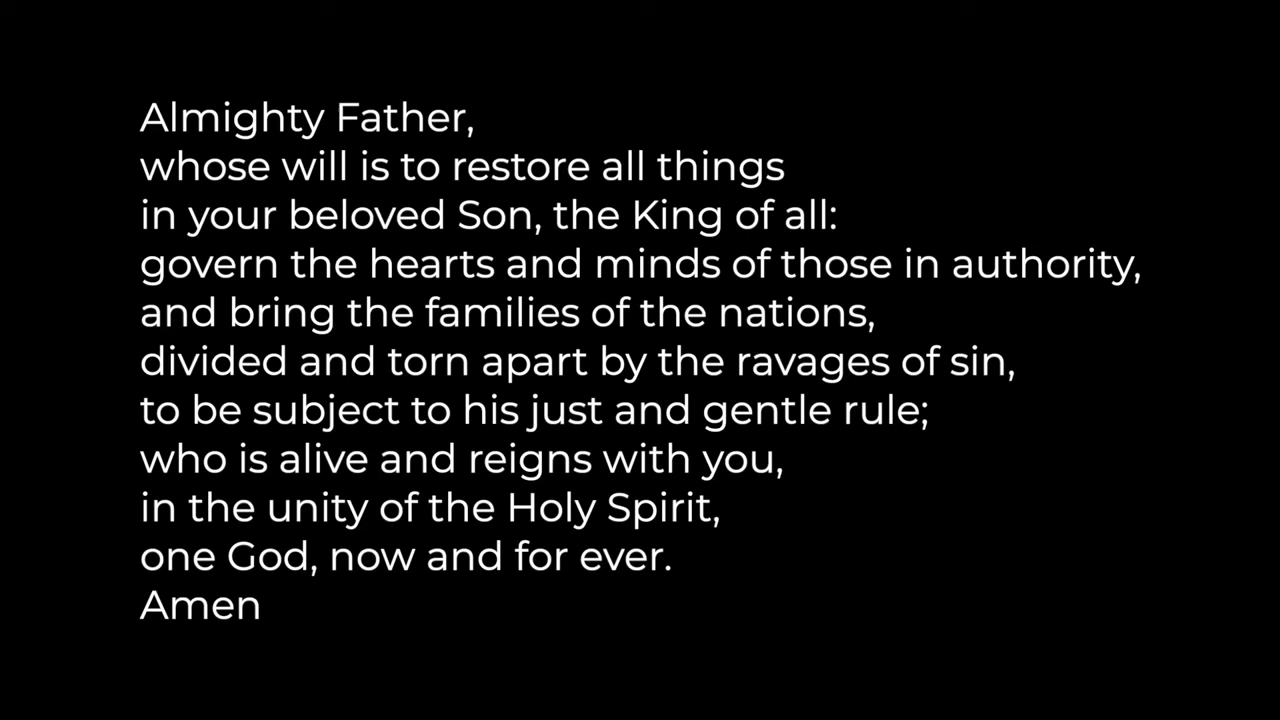 Almighty Father,
whose will is to restore all things
in your beloved Son, the King of all:
govern the hearts and minds of those in authority,
and bring the families of the nations,
divided and torn apart by the ravages of sin,
to be subject to his just and gentle rule;
who is alive and reigns with you,
in the unity of the Holy Spirit,
one God, now and for ever.
Amen